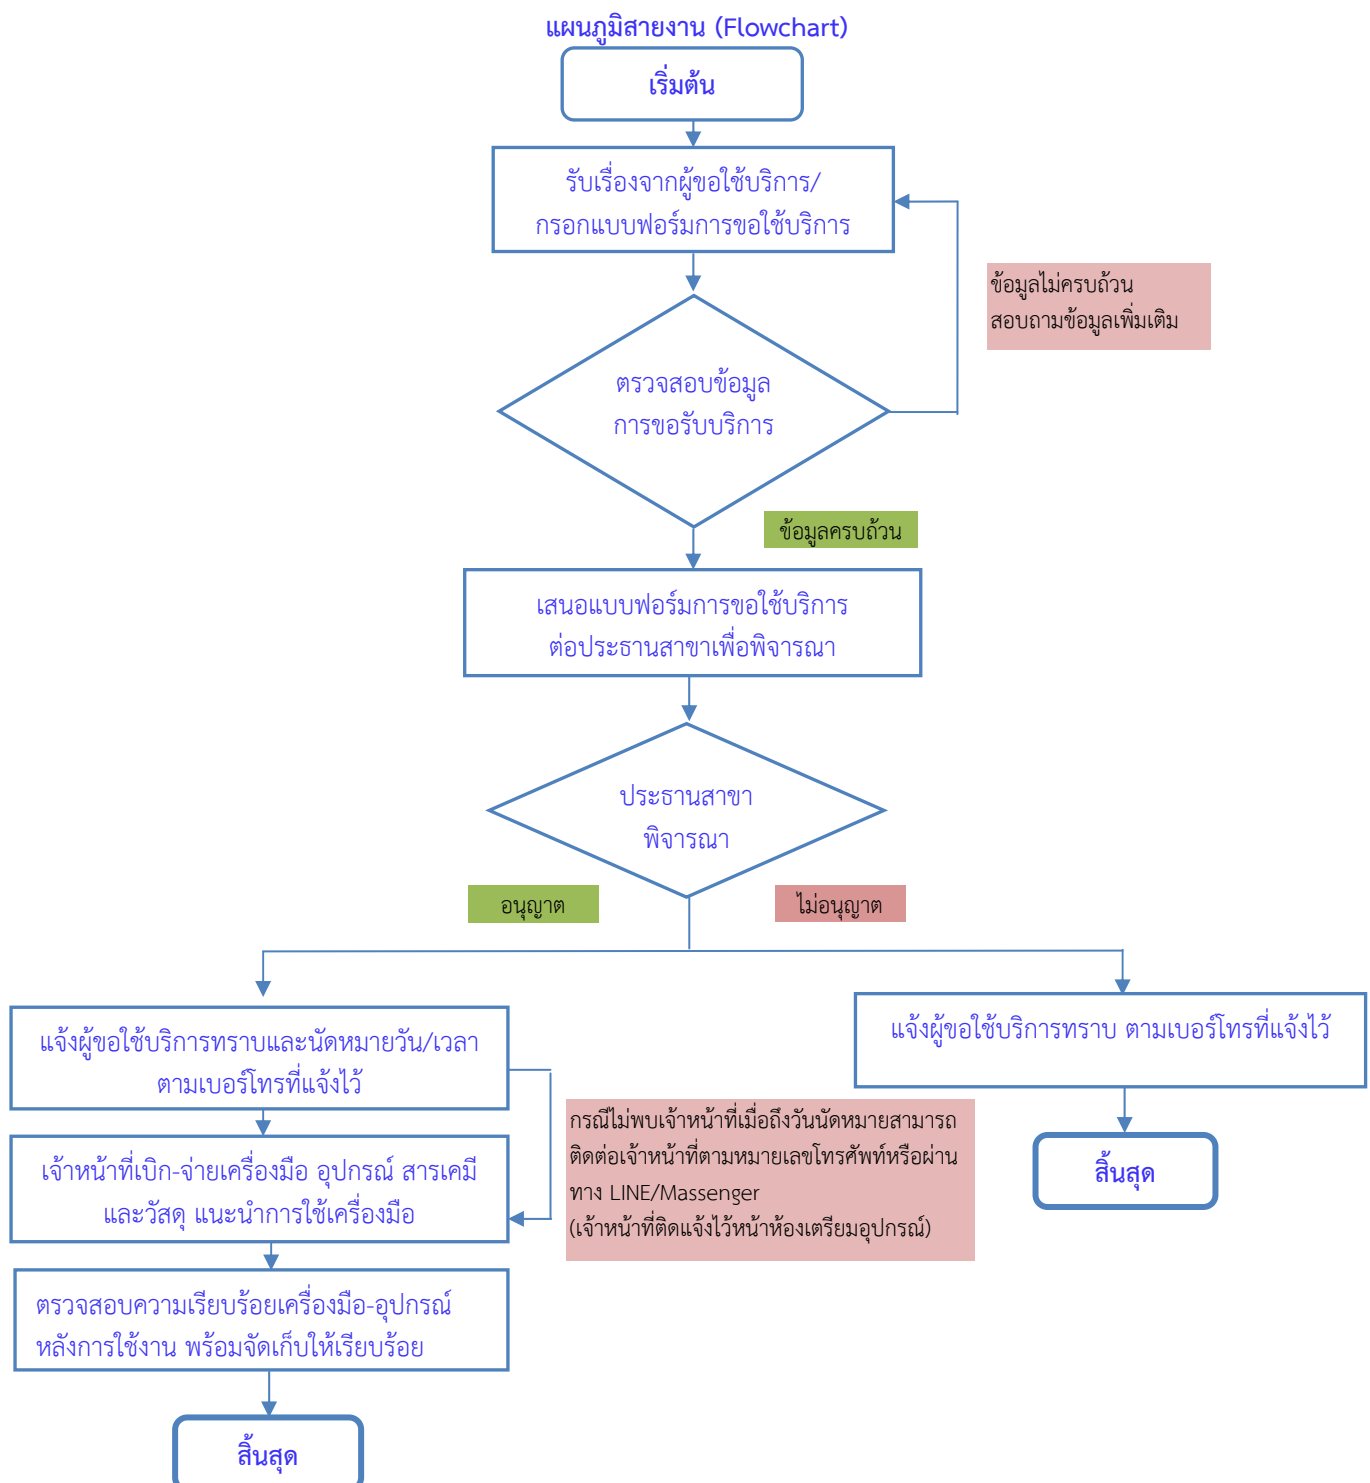 แผนภูมิสายงาน (Flowchart)
เริ่มต้น
รับเรื่องจากผู้ขอใช้บริการ/
กรอกแบบฟอร์มการขอใช้บริการ
ข้อมูลไม่ครบถ้วน
สอบถามข้อมูลเพิ่มเติม
ตรวจสอบข้อมูล
การขอรับบริการ
ข้อมูลครบถ้วน
เสนอแบบฟอร์มการขอใช้บริการ
ต่อประธานสาขาเพื่อพิจารณา
ประธานสาขา
พิจารณา
อนุญาต
ไม่อนุญาต
แจ้งผู้ขอใช้บริการทราบและนัดหมายวัน/เวลา
ตามเบอร์โทรที่แจ้งไว้
แจ้งผู้ขอใช้บริการทราบ ตามเบอร์โทรที่แจ้งไว้
กรณีไม่พบเจ้าหน้าที่เมื่อถึงวันนัดหมายสามารถ
ติดต่อเจ้าหน้าที่ตามหมายเลขโทรศัพท์หรือผ่าน
ทาง LINE/Massenger
(เจ้าหน้าที่ติดแจ้งไว้หน้าห้องเตรียมอุปกรณ์)
สิ้นสุด
เจ้าหน้าที่เบิก-จ่ายเครื่องมือ อุปกรณ์ สารเคมี
และวัสดุ แนะนำการใช้เครื่องมือ
ตรวจสอบความเรียบร้อยเครื่องมือ-อุปกรณ์
หลังการใช้งาน พร้อมจัดเก็บให้เรียบร้อย
สิ้นสุด